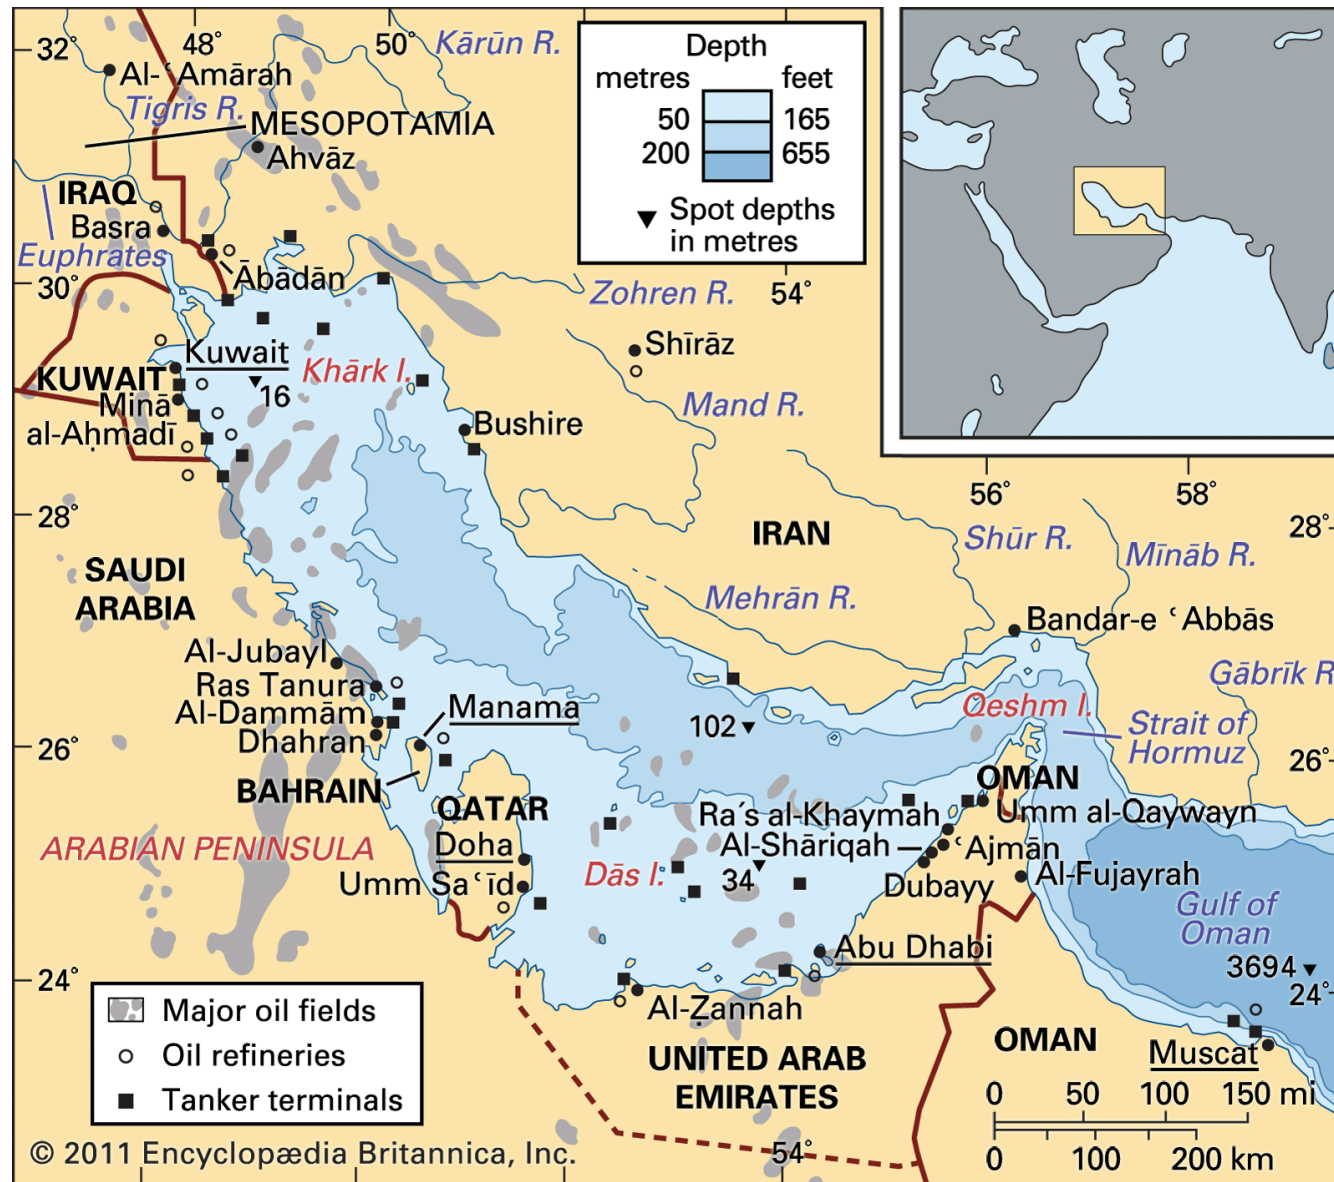 32°
48°
50°
Kārūn R.
Al-ʿAmārah
Tigris R.
MESOPOTAMIA
Ahvāz
IRAQ
Basra
Euphrates
Ābādān
30°
Depth
metres feet
50 165
200 655
Spot depths
in metres
Zohren R.
54°
Shīrāz
Kuwait
Khārk I.
KUWAIT
16
Mīnā
al-Aḥmadī
Mand R.
Bushire
56°
58°
28°
IRAN
Shūr R.
28°
Mīnāb R.
SAUDI
ARABIA
Mehrān R.
Bandar-e ʿAbbās
Al-Jubayl
Ras Tanura
Al-Dammām
Dhahran
Manama
Gābrīk R
Qeshm I.
102
Strait of
Hormuz
26°
26°
BAHRAIN
QATAR
OMAN
Doha
Ra′s al-Khaymah
Umm al-Qaywayn
ARABIAN PENINSULA
Al-Shāriqah
ʿAjmān
Umm Saʿīd
Dās I.
34
Dubayy
Al-Fujayrah
Gulf of
Oman
Abu Dhabi
3694
24°
24°
Al-Ẓannah
Major oil fields
Oil refineries
Tanker terminals
UNITED ARAB
EMIRATES
OMAN
Muscat
0 50 100 150 mi
0 100 200 km
54°
© 2011 Encyclopædia Britannica, Inc.